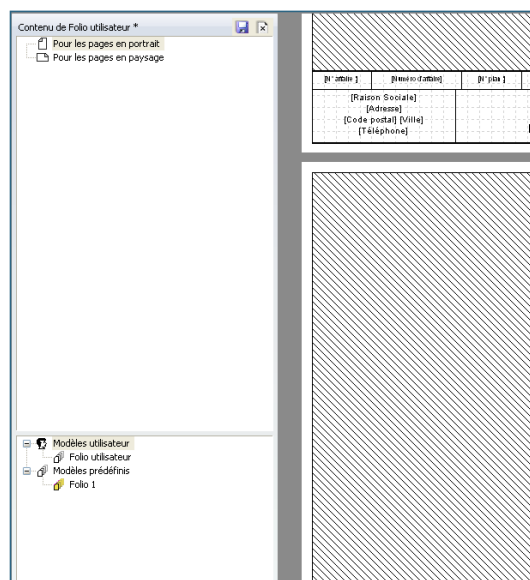 Contenu de Folio utilisateur *
Pour les pages en portrait
Pour les pages en paysage
[N° affaire ] [Numéro d'affaire] [N° plan ]
[Raison Sociale]
[Adresse]
[Code postal] [Ville]
[Téléphone]
Modèles utilisateur
Folio utilisateur
Modèles prédéfinis
Folio 1